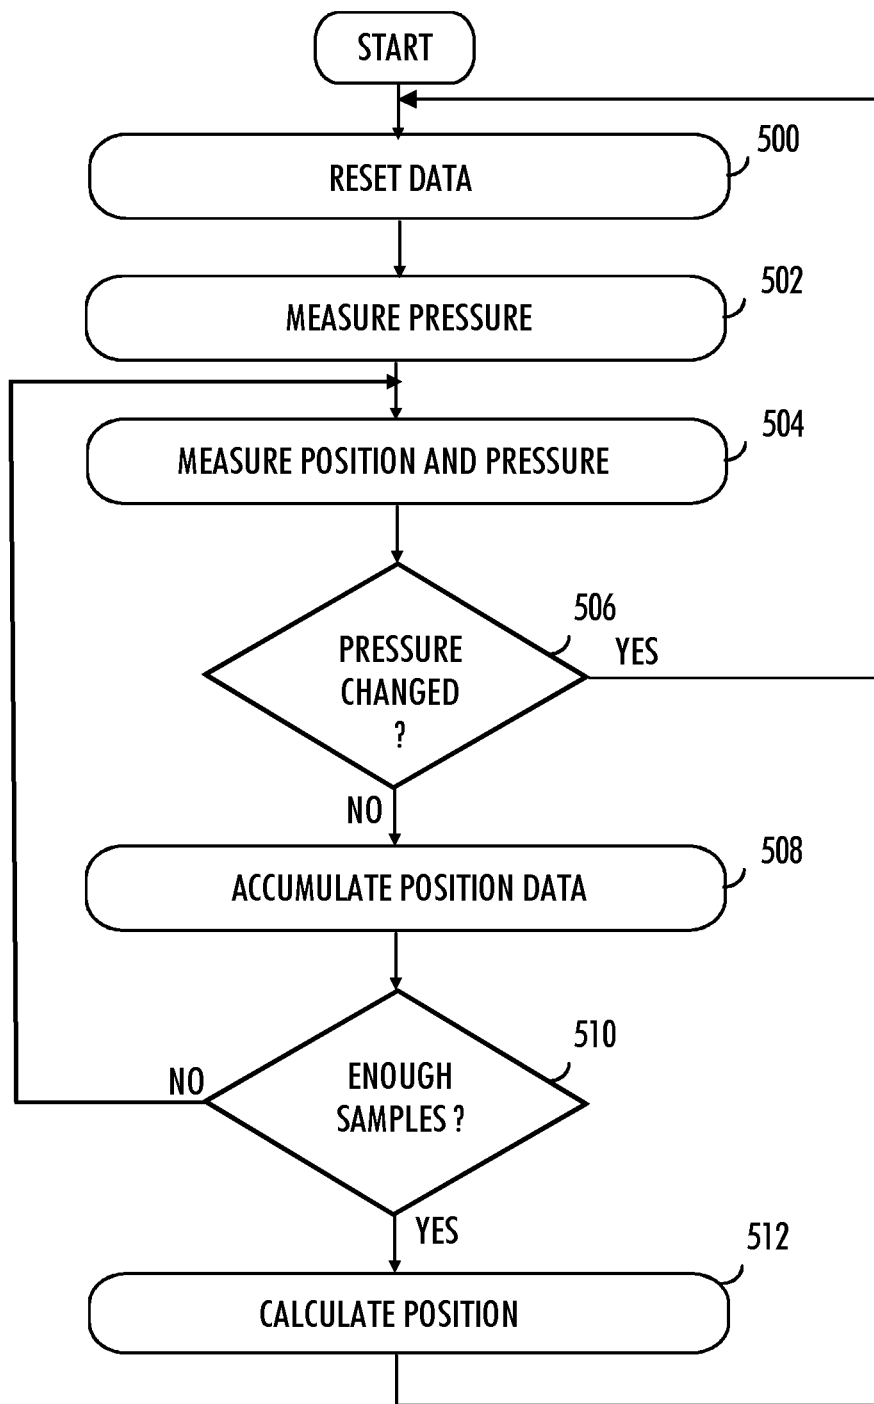 START
500
RESET DATA
502
MEASURE PRESSURE
504
MEASURE POSITION AND PRESSURE
506
PRESSURE
CHANGED
?
YES
NO
508
ACCUMULATE POSITION DATA
510
ENOUGH
SAMPLES ?
NO
YES
512
CALCULATE POSITION